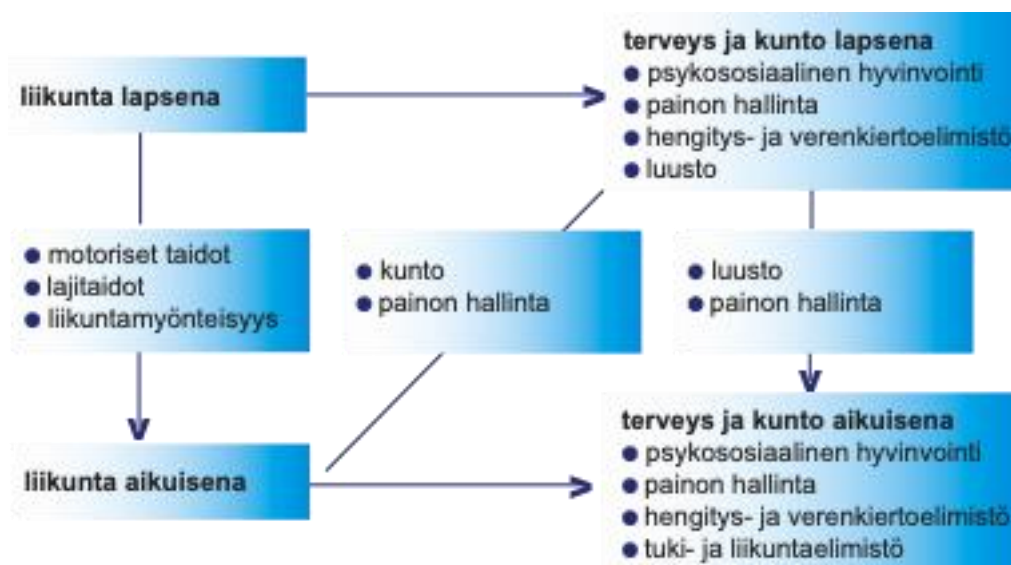 liikunta lapsena
terveys ja kunto lapsena
● psykososiaalinen hyvinvointi
● painon hallinta
● hengitys- ja verenkiertoelimistö
● luusto
● motoriset taidot
● lajitaidot
● liikuntamyönteisyys
● kunto
● painon hallinta
● luusto
● painon hallinta
liikunta aikuisena
terveys ja kunto aikuisena
● psykososiaalinen hyvinvointi
● painon hallinta
● hengitys- ja verenkiertoelimistö
● tuki- ja liikuntaelimistö